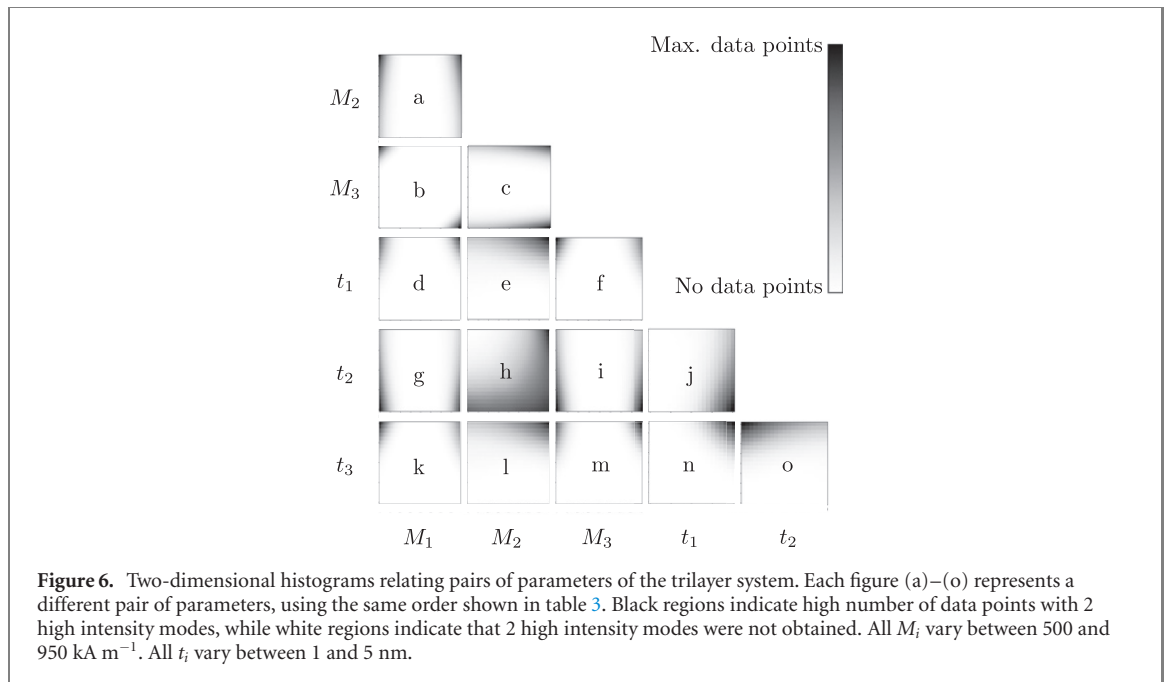 Max. data points
M₂
a
M₃
b
c
t₁
d
e
f
No data points
t₂
g
h
i
j
t₃
k
l
m
n
o
M₁
M₂
M₃
t₁
t₂
Figure 6. Two-dimensional histograms relating pairs of parameters of the trilayer system. Each figure (a)–(o) represents a
different pair of parameters, using the same order shown in table 3. Black regions indicate high number of data points with 2
high intensity modes, while white regions indicate that 2 high intensity modes were not obtained. All Mᵢ vary between 500 and
950 kA m⁻¹. All tᵢ vary between 1 and 5 nm.